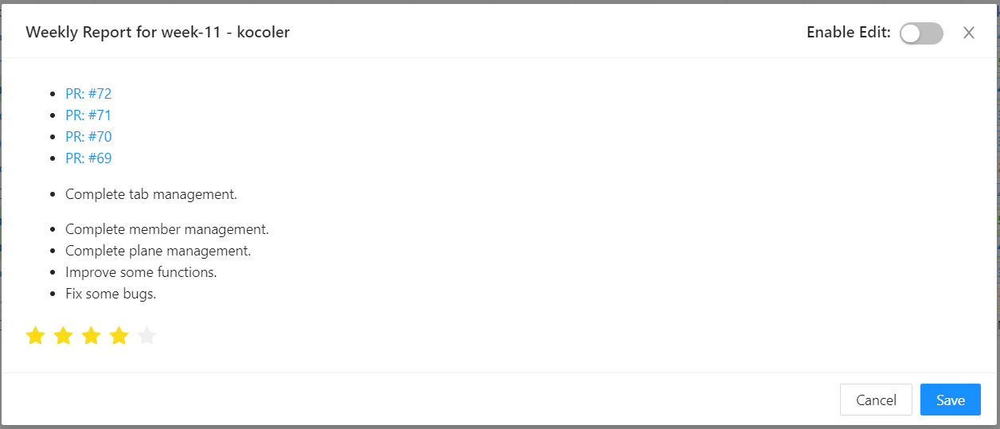 Weekly Report for week-11 - kocoler
Enable Edit:
PR: #72
PR: #71
PR: #70
PR: #69
Complete tab management.
Complete member management.
Complete plane management.
Improve some functions.
Fix some bugs.
Cancel
Save